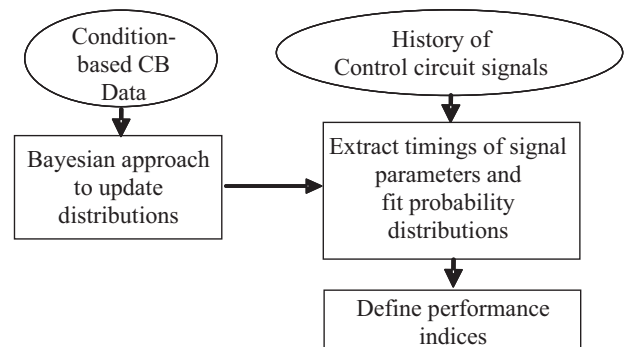 Condition-
based CB
Data
History of
Control circuit signals
Bayesian approach
to update
distributions
Extract timings of signal
parameters and
fit probability
distributions
Define performance
indices